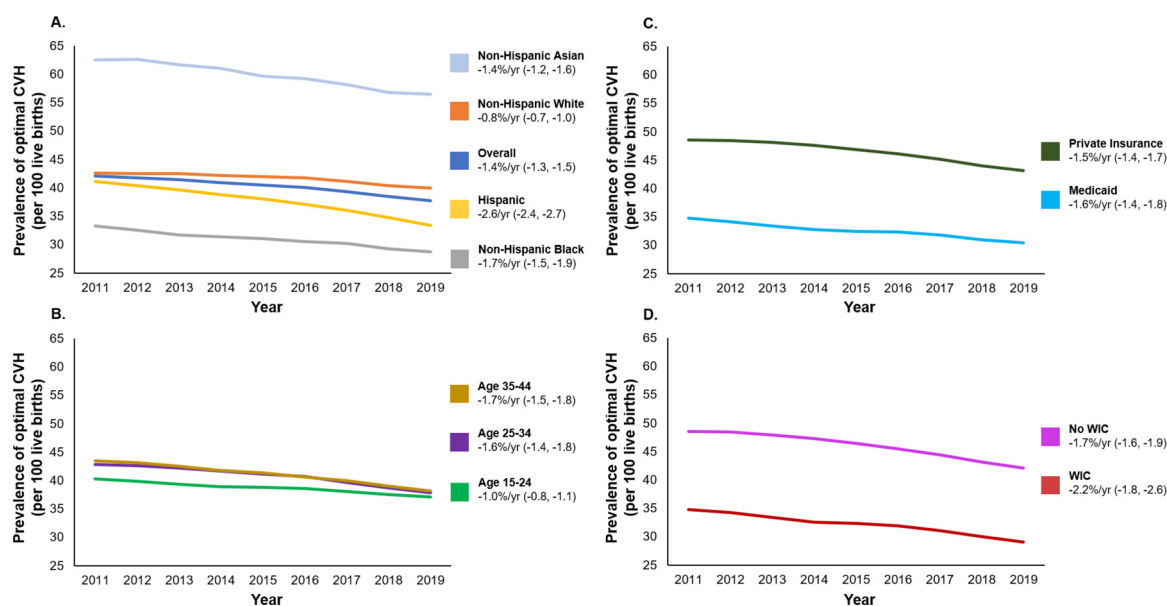 A.
Prevalence of optimal CVH
(per 100 live births)
65
60
55
50
45
40
35
30
25
2011 2012 2013 2014 2015 2016 2017 2018 2019
Year
Non-Hispanic Asian
-1.4%/yr (-1.2, -1.6)
Non-Hispanic White
-0.8%/yr (-0.7, -1.0)
Overall
-1.4%/yr (-1.3, -1.5)
Hispanic
-2.6/yr (-2.4, -2.7)
Non-Hispanic Black
-1.7%/yr (-1.5, -1.9)
B.
Prevalence of optimal CVH
(per 100 live births)
65
60
55
50
45
40
35
30
25
2011 2012 2013 2014 2015 2016 2017 2018 2019
Year
Age 35-44
-1.7%/yr (-1.5, -1.8)
Age 25-34
-1.6%/yr (-1.4, -1.8)
Age 15-24
-1.0%/yr (-0.8, -1.1)
C.
Prevalence of optimal CVH
(per 100 live births)
65
60
55
50
45
40
35
30
25
2011 2012 2013 2014 2015 2016 2017 2018 2019
Year
Private Insurance
-1.5%/yr (-1.4, -1.7)
Medicaid
-1.6%/yr (-1.4, -1.8)
D.
Prevalence of optimal CVH
(per 100 live births)
65
60
55
50
45
40
35
30
25
2011 2012 2013 2014 2015 2016 2017 2018 2019
Year
No WIC
-1.7%/yr (-1.6, -1.9)
WIC
-2.2%/yr (-1.8, -2.6)